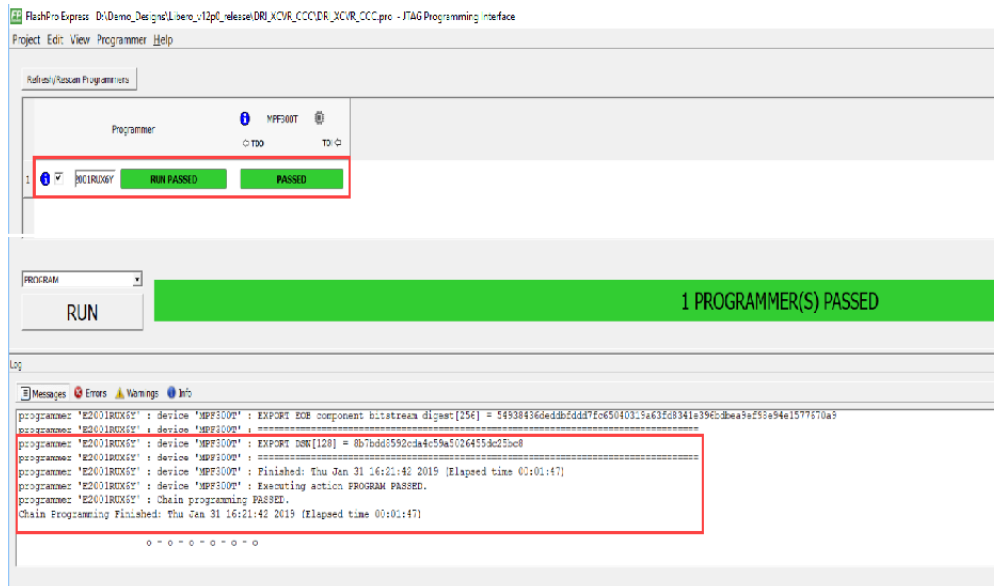 FlashPro Express D:\Demo_Designs\Libero_v12p0_release\DRI_XCVR_CCC\DRI_XCVR_CCC.pro - JTAG Programming Interface
Project Edit View Programmer Help
Refresh/Rescan Programmers
Programmer
MPF300T
TDO TDI
1 RUN PASSED PASSED
PROGRAM
RUN
1 PROGRAMMER(S) PASSED
Log
Messages Errors Warnings Info
programmer 'E2001RUX6Y' : device 'MPF300T' : EXPORT EOB component bitstream digest[256] =
programmer 'E2001RUX6Y' : device 'MPF300T' : =====================================================================
programmer 'E2001RUX6Y' : device 'MPF300T' : EXPORT DSN[128] =
programmer 'E2001RUX6Y' : device 'MPF300T' : =====================================================================
programmer 'E2001RUX6Y' : device 'MPF300T' : Finished: Thu Jan 31 16:21:42 2019 (Elapsed time 00:01:47)
programmer 'E2001RUX6Y' : device 'MPF300T' : Executing action PROGRAM PASSED.
programmer 'E2001RUX6Y' : Chain programming PASSED.
Chain Programming Finished: Thu Jan 31 16:21:42 2019 (Elapsed time 00:01:47)
o - o - o - o - o - o